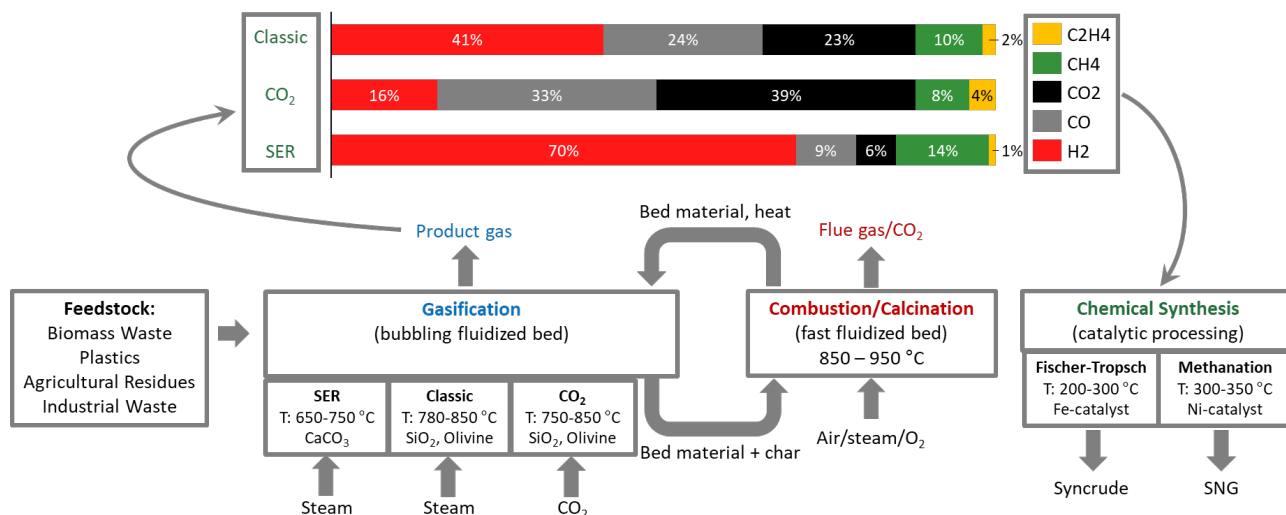 Classic
41%
24%
23%
10%
2%
C2H4
CH4
CO2
CO
H2
CO₂
16%
33%
39%
8%
4%
SER
70%
9%
6%
14%
1%
Product gas
Bed material, heat
Flue gas/CO₂
Feedstock:
Biomass Waste
Plastics
Agricultural Residues
Industrial Waste
Gasification
(bubbling fluidized bed)
SER
T: 650-750 °C
CaCO₃
Classic
T: 780-850 °C
SiO₂, Olivine
CO₂
T: 750-850 °C
SiO₂, Olivine
Steam
Steam
CO₂
Bed material + char
Combustion/Calcination
(fast fluidized bed)
850 – 950 °C
Air/steam/O₂
Chemical Synthesis
(catalytic processing)
Fischer-Tropsch
T: 200-300 °C
Fe-catalyst
Methanation
T: 300-350 °C
Ni-catalyst
Syncrude
SNG